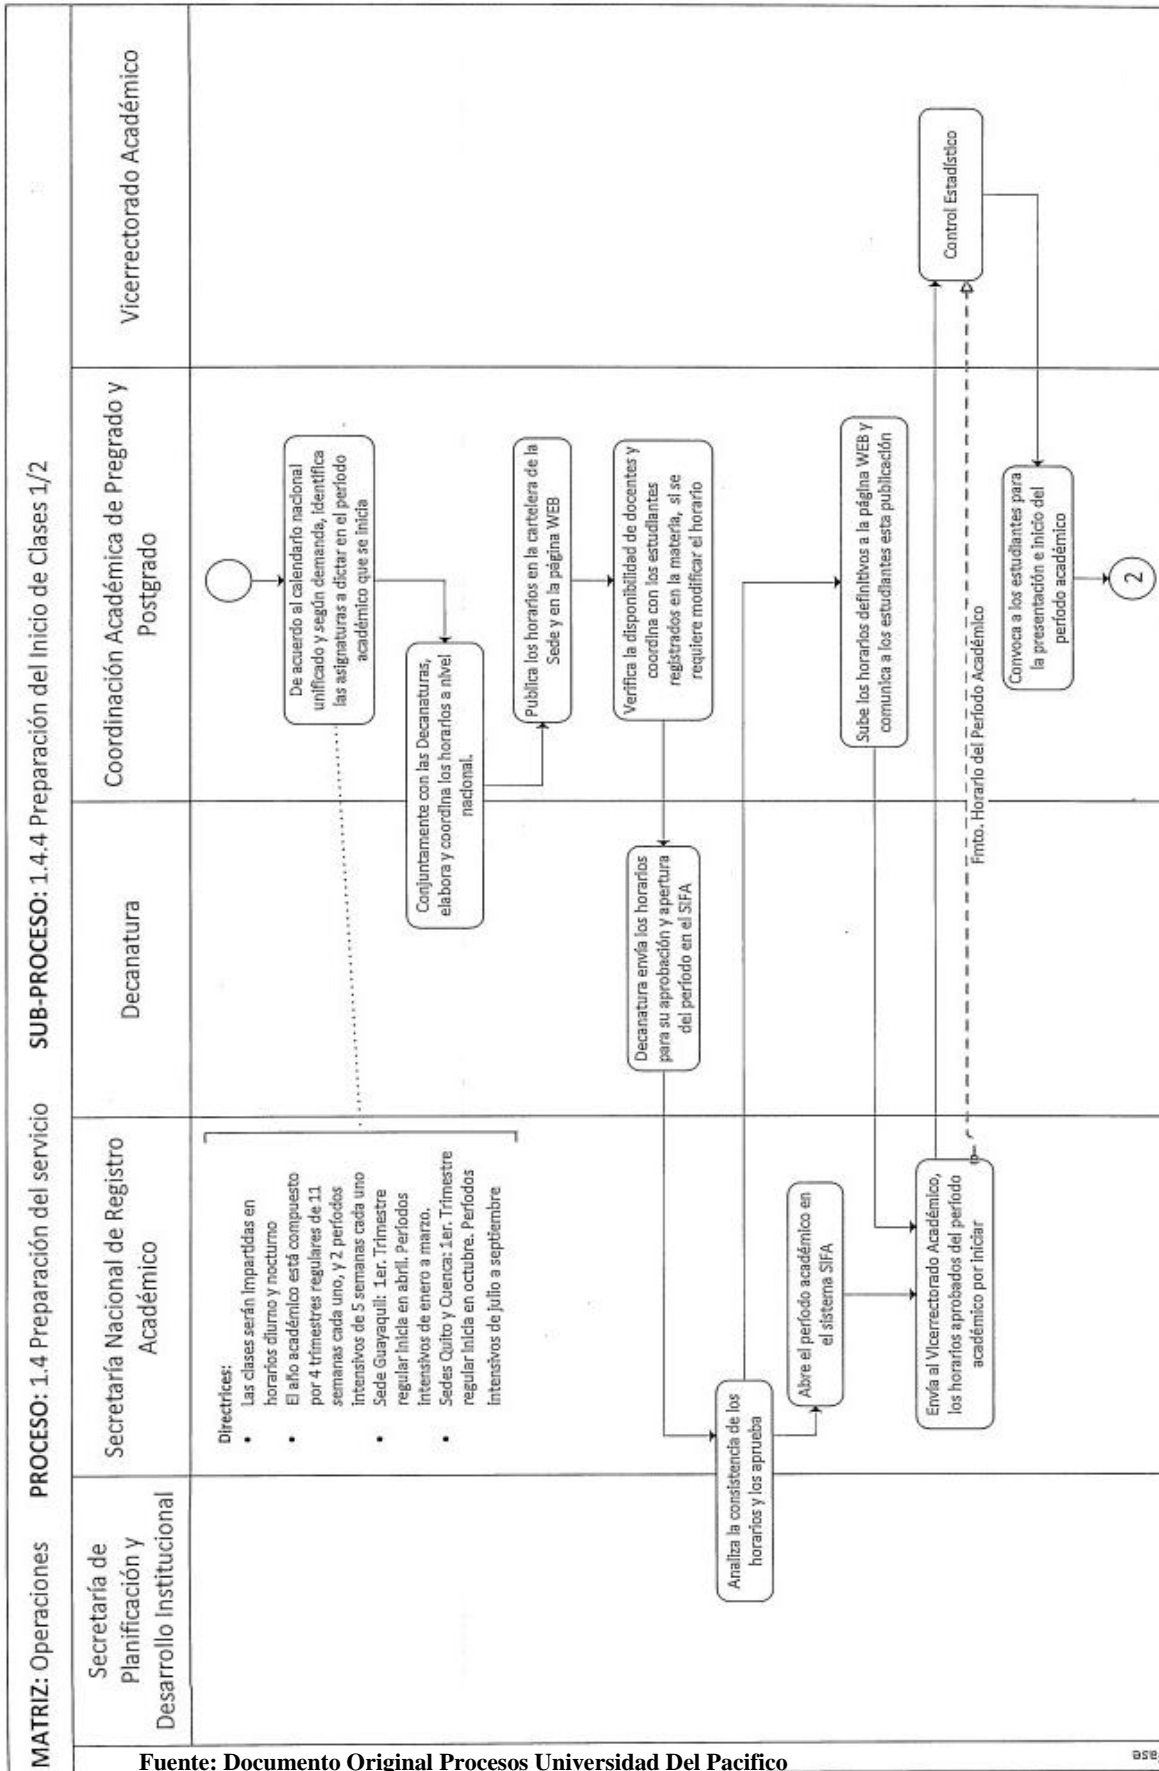 MATRIZ: Operaciones PROCESO: 1.4 Preparación del servicio SUB-PROCESO: 1.4.4 Preparación del Inicio de Clases 1/2
Secretaría de
Planificación y
Desarrollo Institucional
Secretaría Nacional de Registro
Académico
Decanatura
Coordinación Académica de Pregrado y
Postgrado
Vicerrectorado Académico
Directrices:
• Las clases serán impartidas en
horarios diurno y nocturno
• El año académico está compuesto
por 4 trimestres regulares de 11
semanas cada uno, y 2 períodos
intensivos de 5 semanas cada uno
• Sede Guayaquil: 1er. Trimestre
regular inicia en abril. Períodos
intensivos de enero a marzo.
• Sedes Quito y Cuenca: 1er. Trimestre
regular inicia en octubre. Períodos
intensivos de julio a septiembre
De acuerdo al calendario nacional
unificado y según demanda, identifica
las asignaturas a dictar en el período
académico que se inicia
Conjuntamente con las Decanaturas,
elabora y coordina los horarios a nivel
nacional.
Publica los horarios en la cartelera de la
Sede y en la página WEB
Verifica la disponibilidad de docentes y
coordina con los estudiantes
registrados en la materia, si se
requiere modificar el horario
Decanatura envía los horarios
para su aprobación y apertura
del período en el SIFA
Analiza la consistencia de los
horarios y los aprueba
Abre el período académico en
el sistema SIFA
Sube los horarios definitivos a la página WEB y
comunica a los estudiantes esta publicación
Envía al Vicerrectorado Académico,
los horarios aprobados del período
académico por iniciar
Control Estadístico
Fmto. Horario del Período Académico
Convoca a los estudiantes para
la presentación e inicio del
período académico
2
Fuente: Documento Original Procesos Universidad Del Pacifico